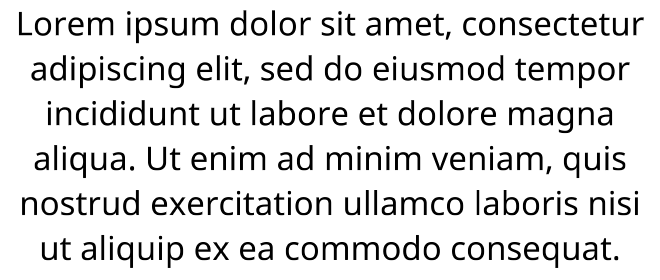 Lorem ipsum dolor sit amet, consectetur
adipiscing elit, sed do eiusmod tempor
incididunt ut labore et dolore magna
aliqua. Ut enim ad minim veniam, quis
nostrud exercitation ullamco laboris nisi
ut aliquip ex ea commodo consequat.